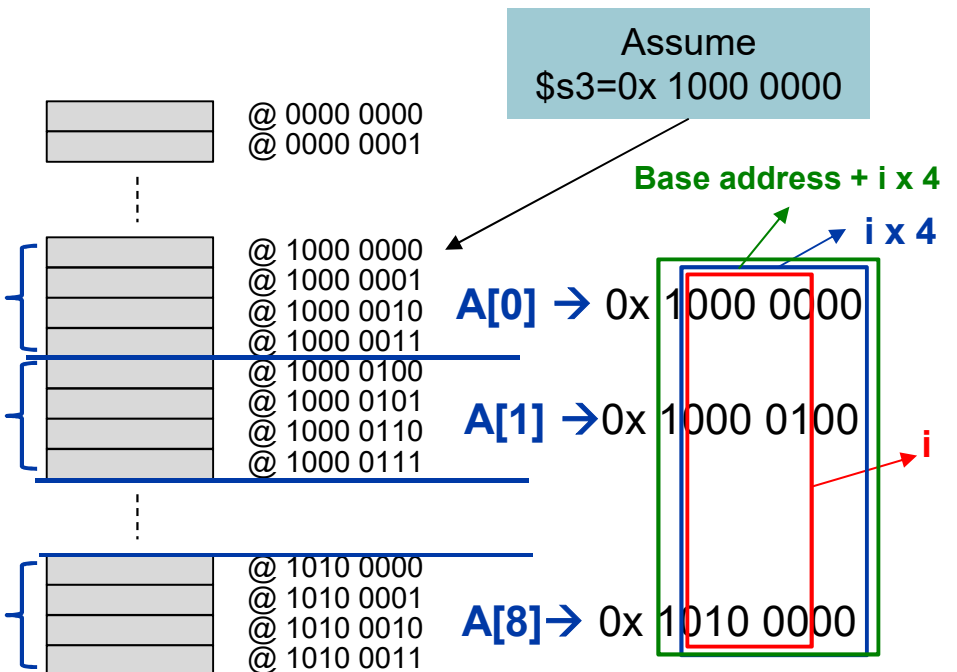 Assume
$s3=0x 1000 0000
@ 0000 0000
@ 0000 0001
Base address + i x 4
i x 4
@ 1000 0000
@ 1000 0001
@ 1000 0010
@ 1000 0011
A[0] → 0x 1000 0000
@ 1000 0100
@ 1000 0101
@ 1000 0110
@ 1000 0111
A[1] →0x 1000 0100
i
@ 1010 0000
@ 1010 0001
@ 1010 0010
@ 1010 0011
A[8]→ 0x 1010 0000